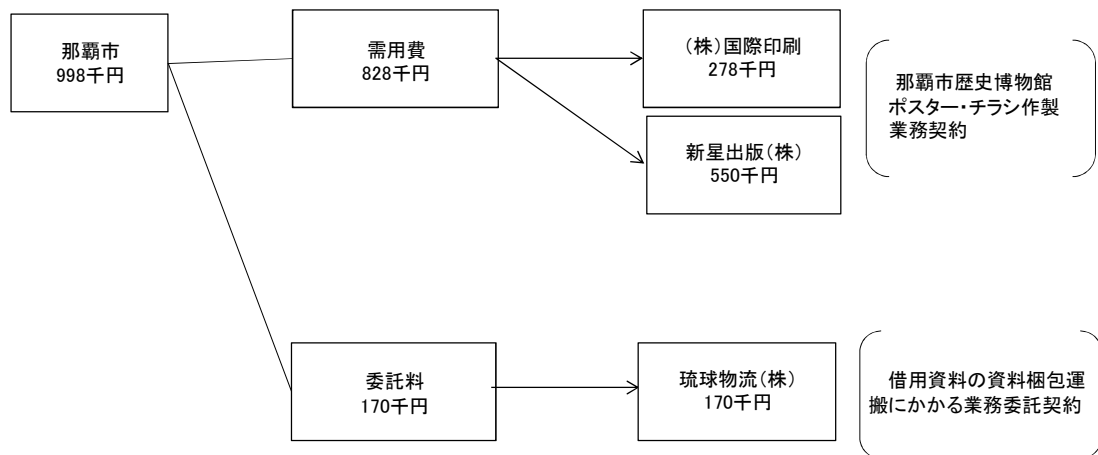 那覇市
998千円
需用費
828千円
(株)国際印刷
278千円
新星出版(株)
550千円
那覇市歴史博物館
ポスター・チラシ作製
業務契約
委託料
170千円
琉球物流(株)
170千円
借用資料の資料梱包運
搬にかかる業務委託契約